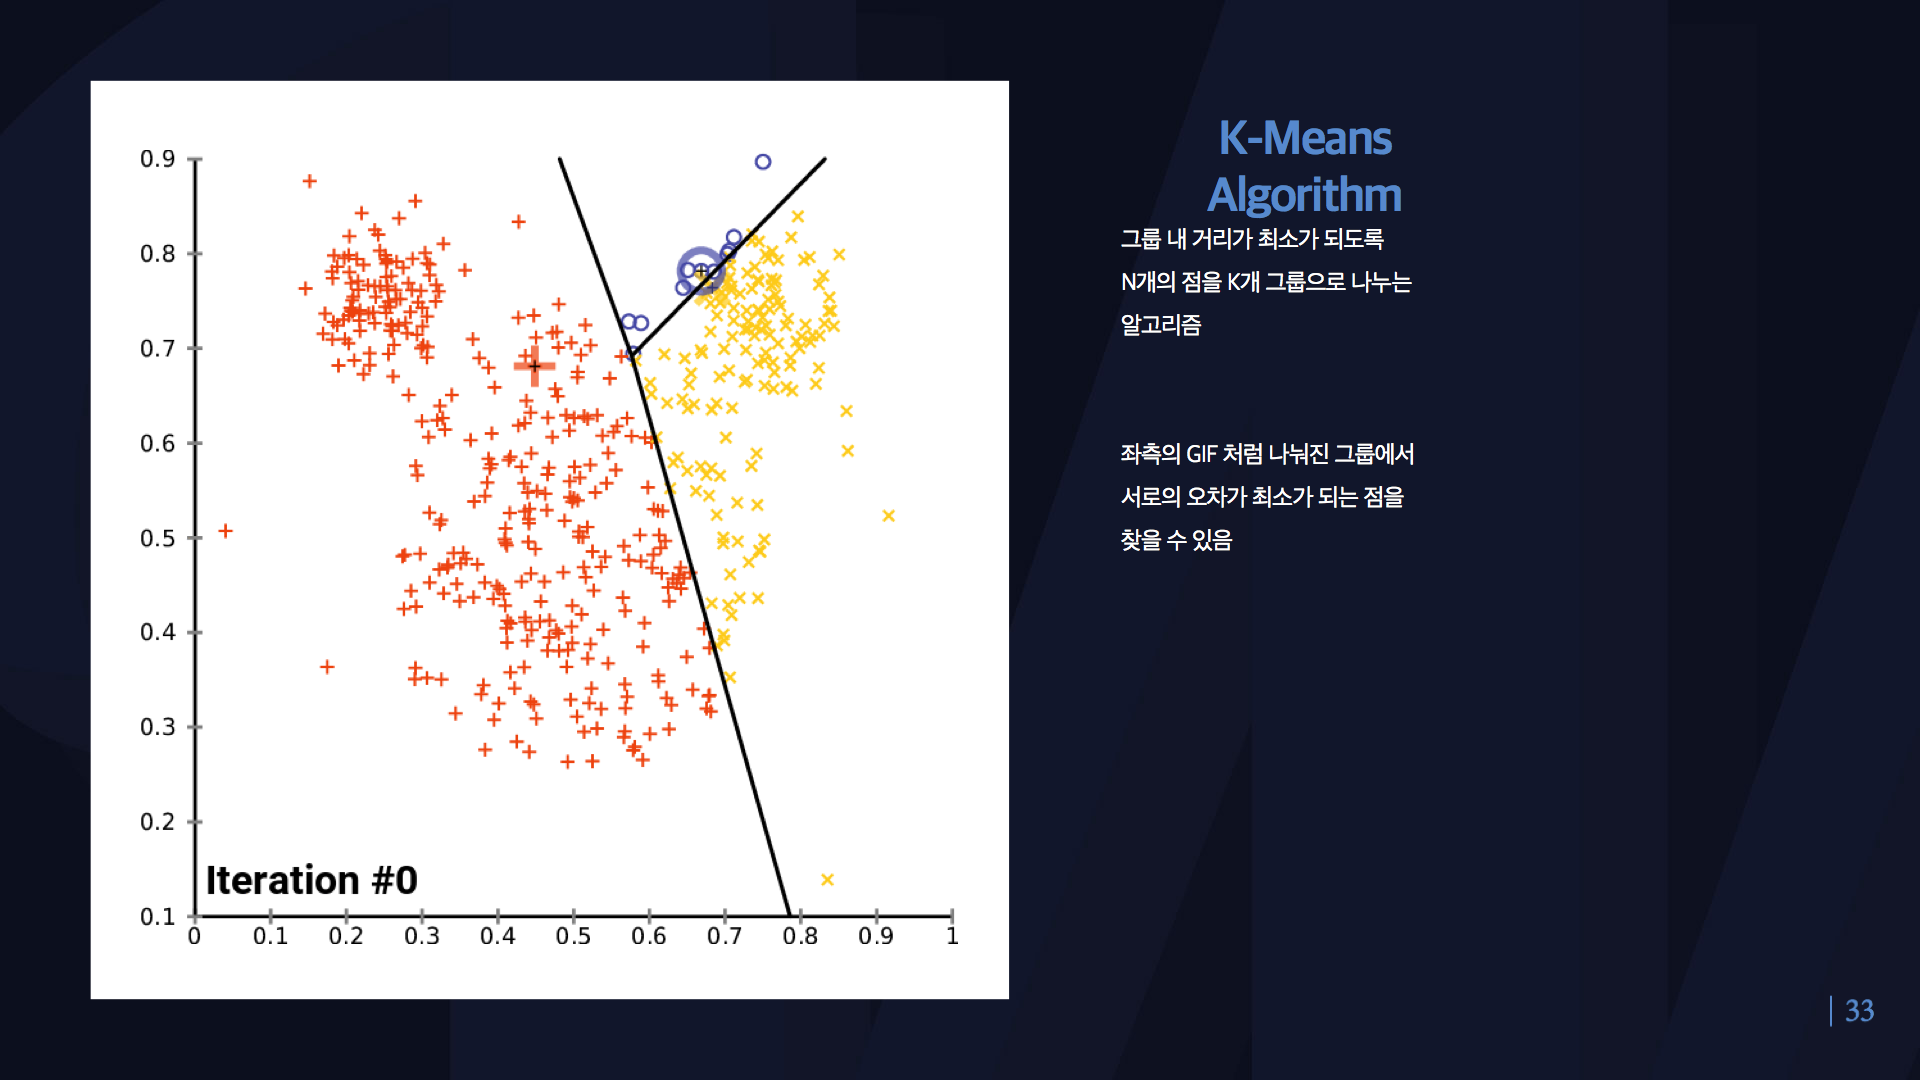 0.9
0.8
0.7
0.6
0.5
0.4
0.3
0.2
0.1
Iteration #0
0 0.1 0.2 0.3 0.4 0.5 0.6 0.7 0.8 0.9 1
K-Means
Algorithm
그룹 내 거리가 최소가 되도록
N개의 점을 K개 그룹으로 나누는
알고리즘
좌측의 GIF 처럼 나눠진 그룹에서
서로의 오차가 최소가 되는 점을
찾을 수 있음
33